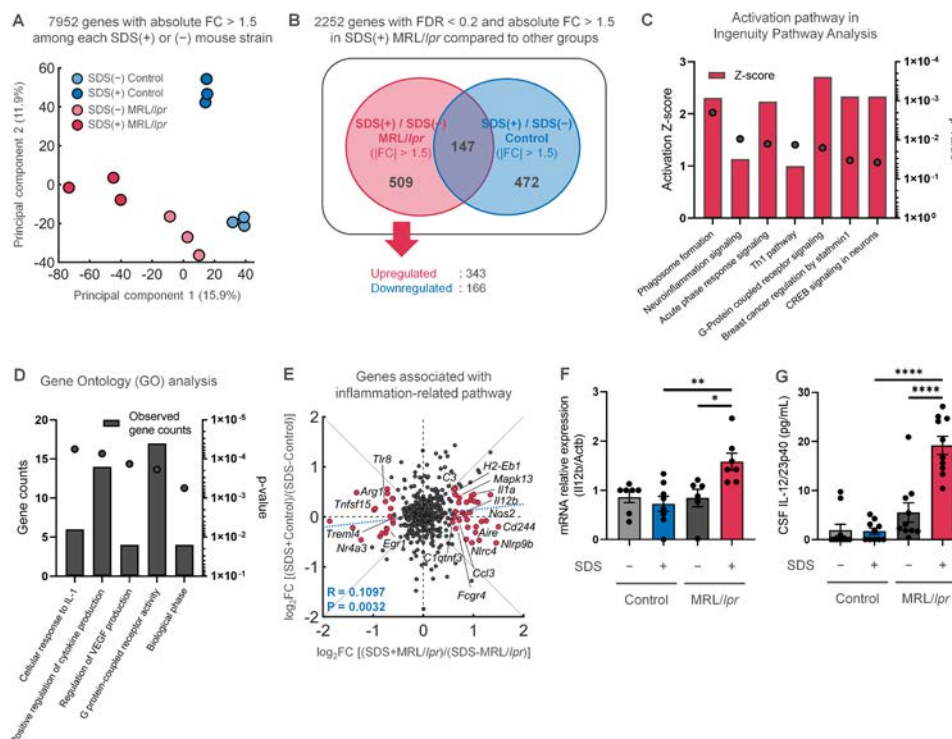 A
7952 genes with absolute FC > 1.5
among each SDS(+) or (−) mouse strain
Principal component 2 (11.9%)
60
40
20
0
-20
-40
SDS(−) Control
SDS(+) Control
SDS(−) MRL/lpr
SDS(+) MRL/lpr
-80 -60 -40 -20 0 20 40
Principal component 1 (15.9%)
B
2252 genes with FDR < 0.2 and absolute FC > 1.5
in SDS(+) MRL/lpr compared to other groups
SDS(+) / SDS(−)
MRL/lpr
(|FC| > 1.5)
509
147
SDS(+) / SDS(−)
Control
(|FC| > 1.5)
472
Upregulated : 343
Downregulated : 166
C
Activation pathway in
Ingenuity Pathway Analysis
Activation Z-score
3
2
1
0
Z-score
1×10⁻⁴
1×10⁻³
1×10⁻²
1×10⁻¹
1×10⁰
Phagosome formation
Neuroinflammation signaling
Acute phase response signaling
Th1 pathway
G-Protein coupled receptor signaling
Breast cancer regulation by stathmin1
CREB signaling in neurons
D
Gene Ontology (GO) analysis
Gene counts
20
15
10
5
0
Observed
gene counts
1×10⁻⁵
1×10⁻⁴
1×10⁻³
1×10⁻²
1×10⁻¹
p-value
Cellular response to IL-1
Positive regulation of cytokine production
Regulation of VEGF production
G protein-coupled receptor activity
Biological phase
E
Genes associated with
inflammation-related pathway
log₂FC [(SDS+Control)/(SDS-Control)]
2
1
0
-1
-2
Tlr8
Arg1
Tnfsf15
Treml4
Nr4a3
Egr1
C3
H2-Eb1
Mapk13
Il1a
Il12b
Nos2
Cd244
Aire
Nlrp9b
Nlrc4
C1qtnf3
Ccl3
Fcgr4
R = 0.1097
P = 0.0032
-2 -1 0 1 2
log₂FC [(SDS+MRL/lpr)/(SDS-MRL/lpr)]
F
mRNA relative expression
(Il12b/Actb)
3
2
1
0
**
*
SDS − + − +
Control MRL/lpr
G
CSF IL-12/23p40 (pg/mL)
30
20
10
0
****
****
SDS − + − +
Control MRL/lpr